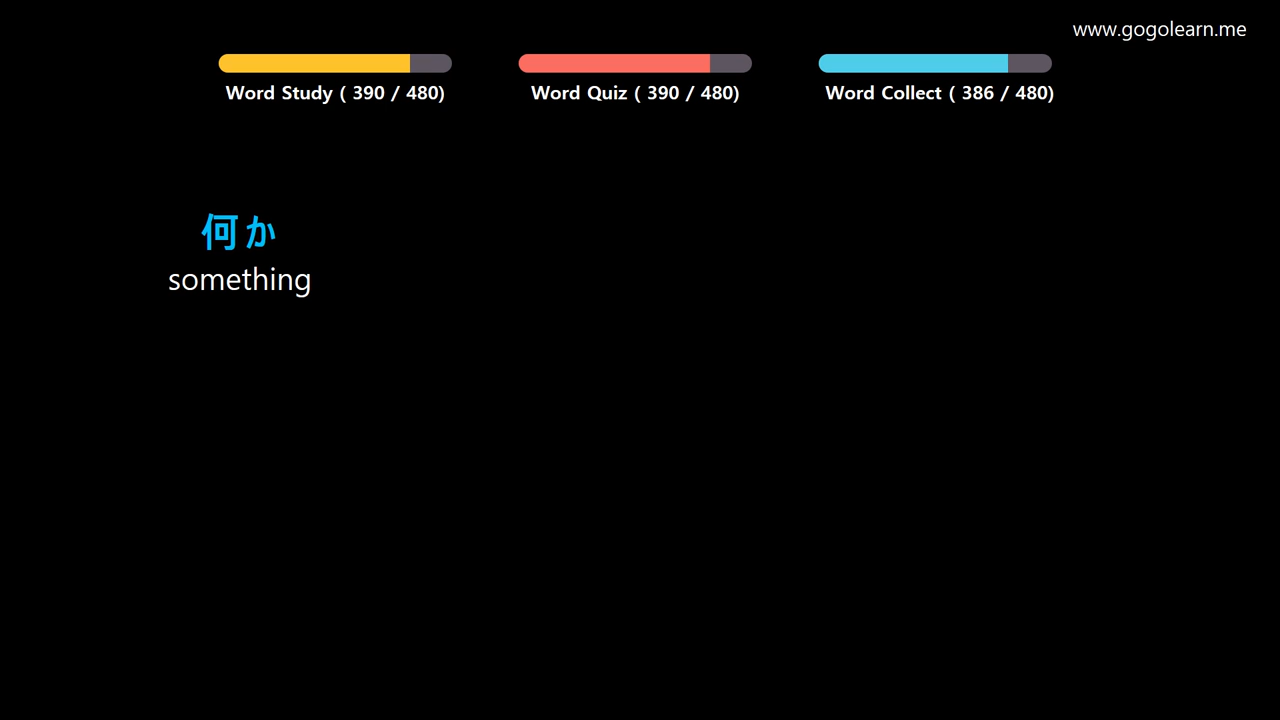 www.gogolearn.me
Word Study ( 390 / 480)
Word Quiz ( 390 / 480)
Word Collect ( 386 / 480)
何か
something